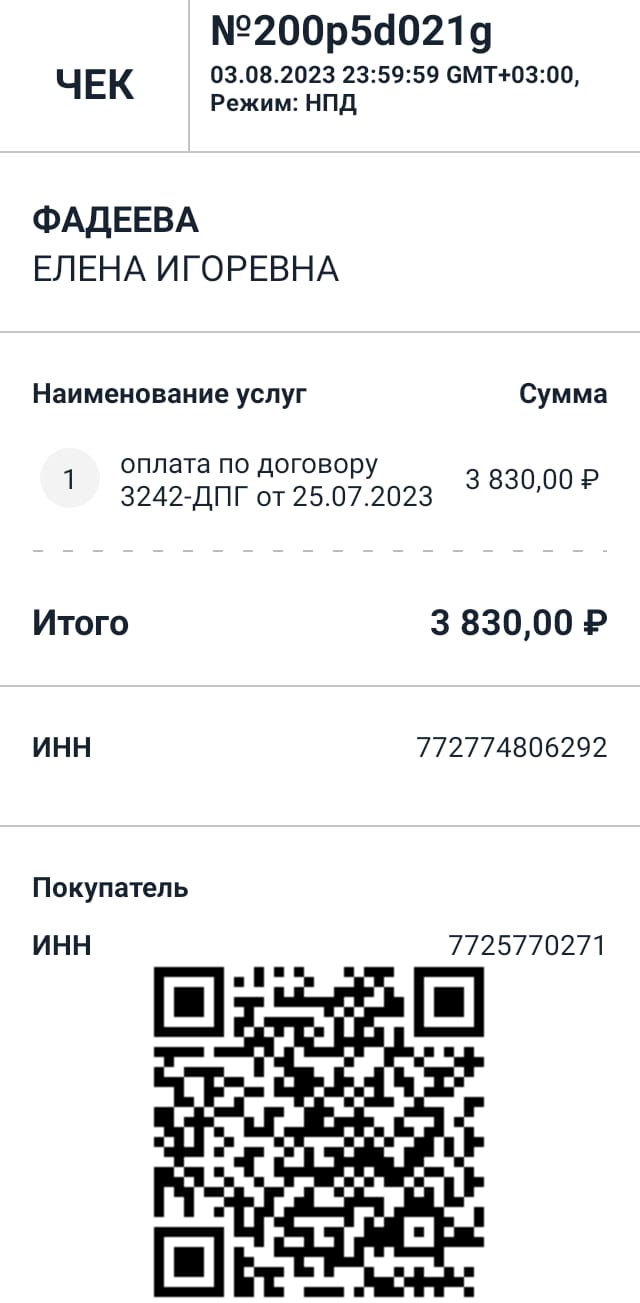 ЧЕК
№200p5d021g
03.08.2023 23:59:59 GMT+03:00,
Режим: НПД
ФАДЕЕВА
ЕЛЕНА ИГОРЕВНА
Наименование услуг Сумма
1 оплата по договору
3242-ДПГ от 25.07.2023 3 830,00 ₽
Итого 3 830,00 ₽
ИНН 772774806292
Покупатель
ИНН 7725770271